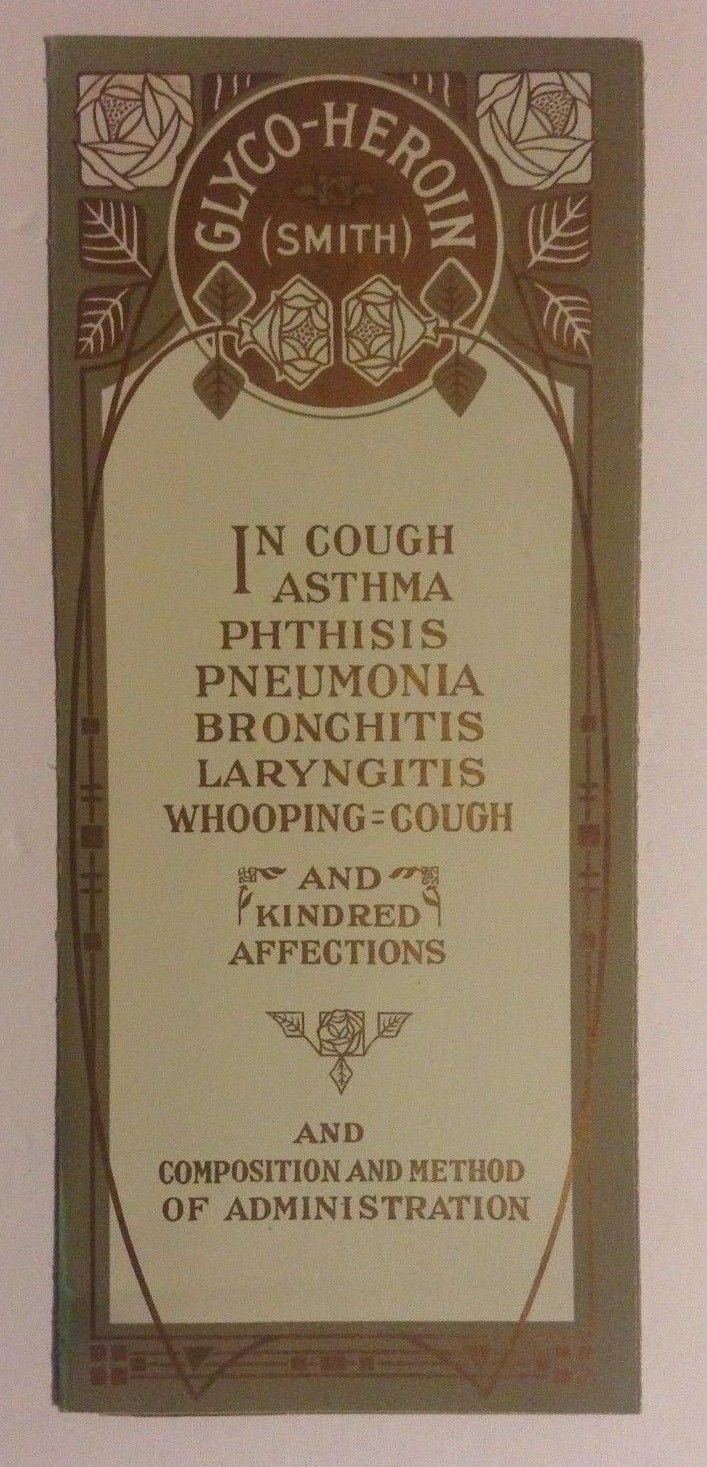 GLYCO-HEROIN
(SMITH)
IN COUGH
ASTHMA
PHTHISIS
PNEUMONIA
BRONCHITIS
LARYNGITIS
WHOOPING=COUGH
AND
KINDRED
AFFECTIONS
AND
COMPOSITION AND METHOD
OF ADMINISTRATION